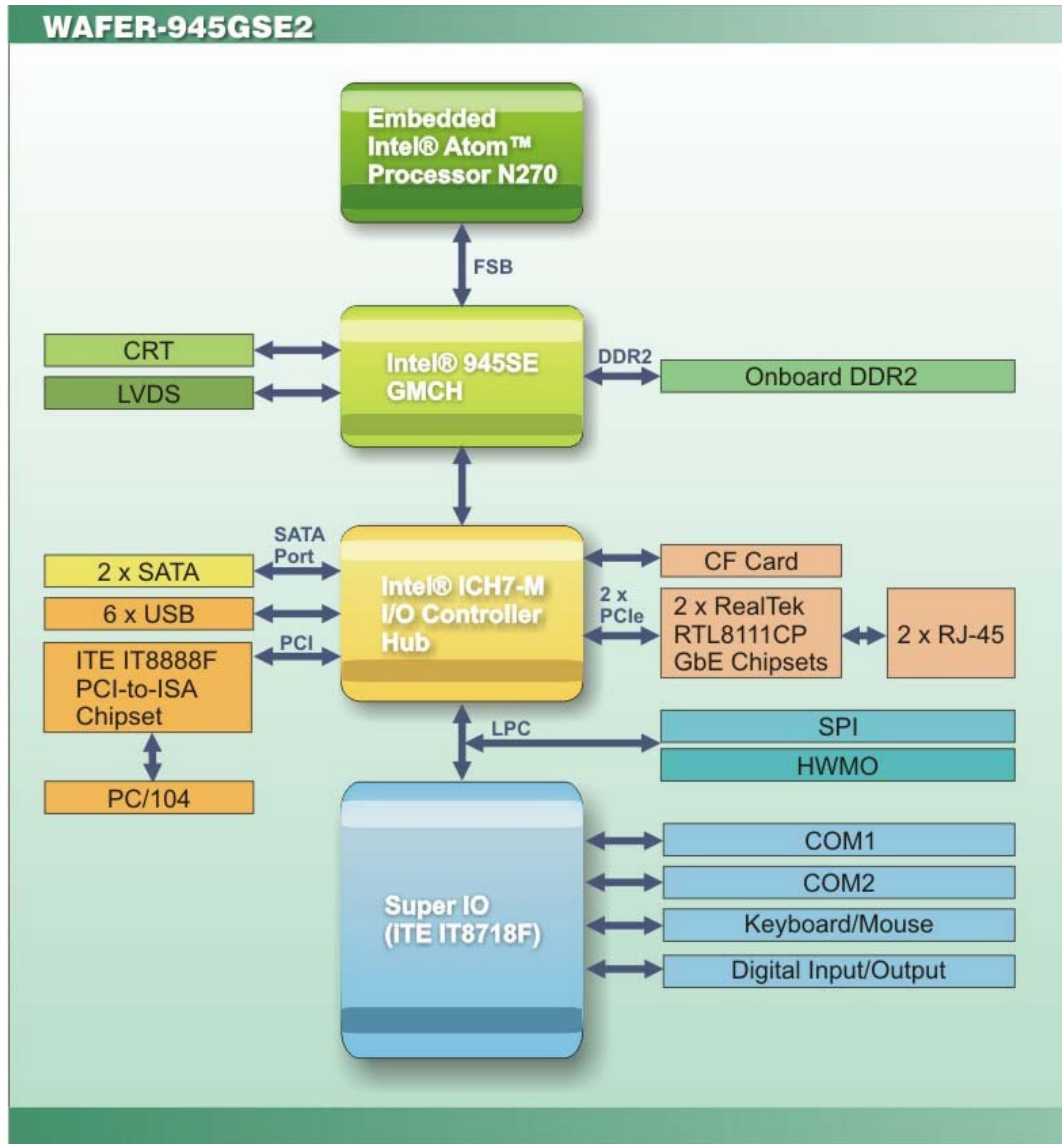 WAFER-945GSE2
Embedded
Intel® Atom™
Processor N270
FSB
CRT
LVDS
Intel® 945SE
GMCH
DDR2
Onboard DDR2
SATA
Port
2 x SATA
6 x USB
PCI
ITE IT8888F
PCI-to-ISA
Chipset
PC/104
Intel® ICH7-M
I/O Controller
Hub
CF Card
2 x
PCIe
2 x RealTek
RTL8111CP
GbE Chipsets
2 x RJ-45
LPC
SPI
HWMO
Super IO
(ITE IT8718F)
COM1
COM2
Keyboard/Mouse
Digital Input/Output